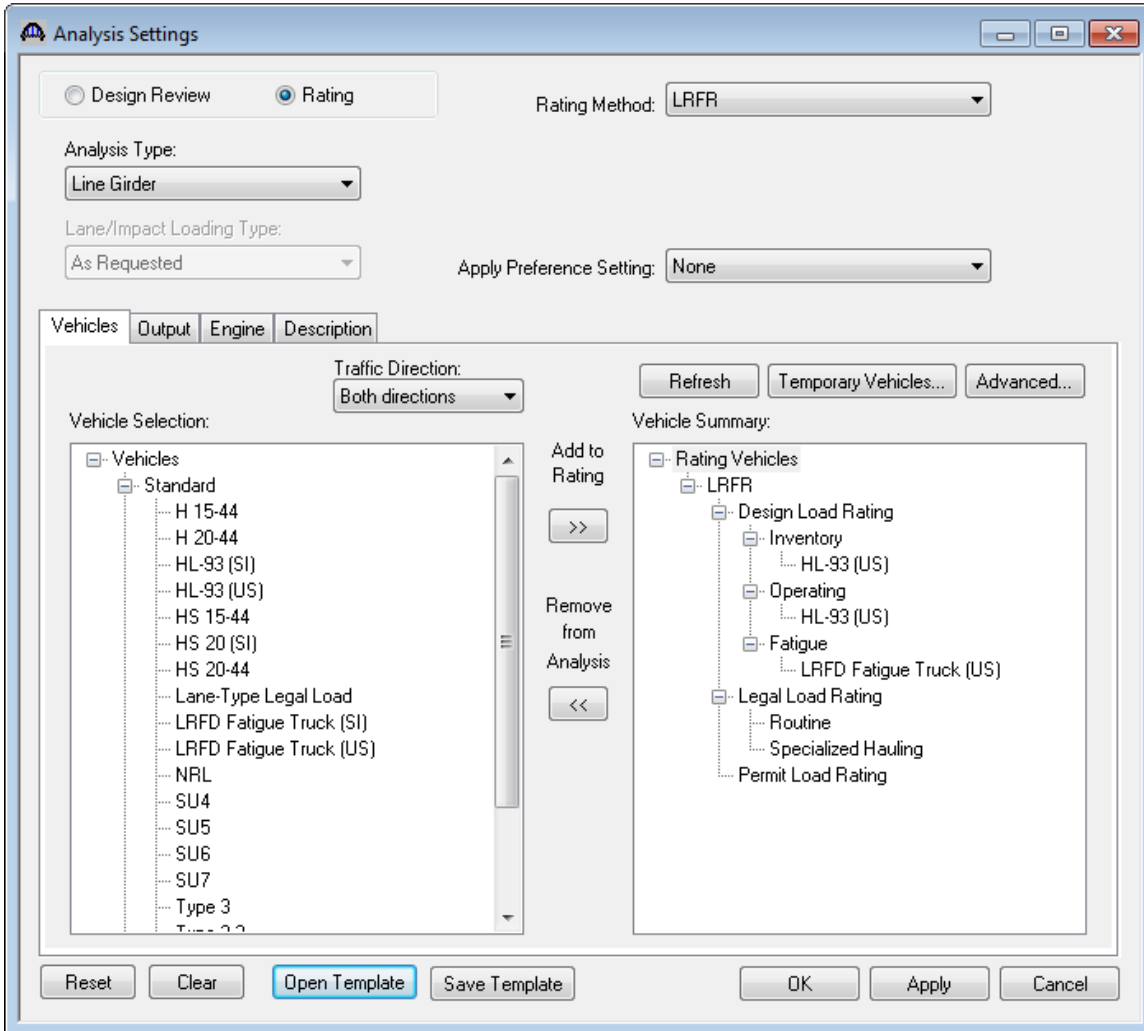 Analysis Settings
Design Review
Rating
Rating Method:
LRFR
Analysis Type:
Line Girder
Lane/Impact Loading Type:
As Requested
Apply Preference Setting:
None
Vehicles
Output
Engine
Description
Traffic Direction:
Both directions
Refresh
Temporary Vehicles...
Advanced...
Vehicle Selection:
Vehicles
Standard
H 15-44
H 20-44
HL-93 (SI)
HL-93 (US)
HS 15-44
HS 20 (SI)
HS 20-44
Lane-Type Legal Load
LRFD Fatigue Truck (SI)
LRFD Fatigue Truck (US)
NRL
SU4
SU5
SU6
SU7
Type 3
Add to
Rating
>>
Remove
from
Analysis
<<
Vehicle Summary:
Rating Vehicles
LRFR
Design Load Rating
Inventory
HL-93 (US)
Operating
HL-93 (US)
Fatigue
LRFD Fatigue Truck (US)
Legal Load Rating
Routine
Specialized Hauling
Permit Load Rating
Reset
Clear
Open Template
Save Template
OK
Apply
Cancel